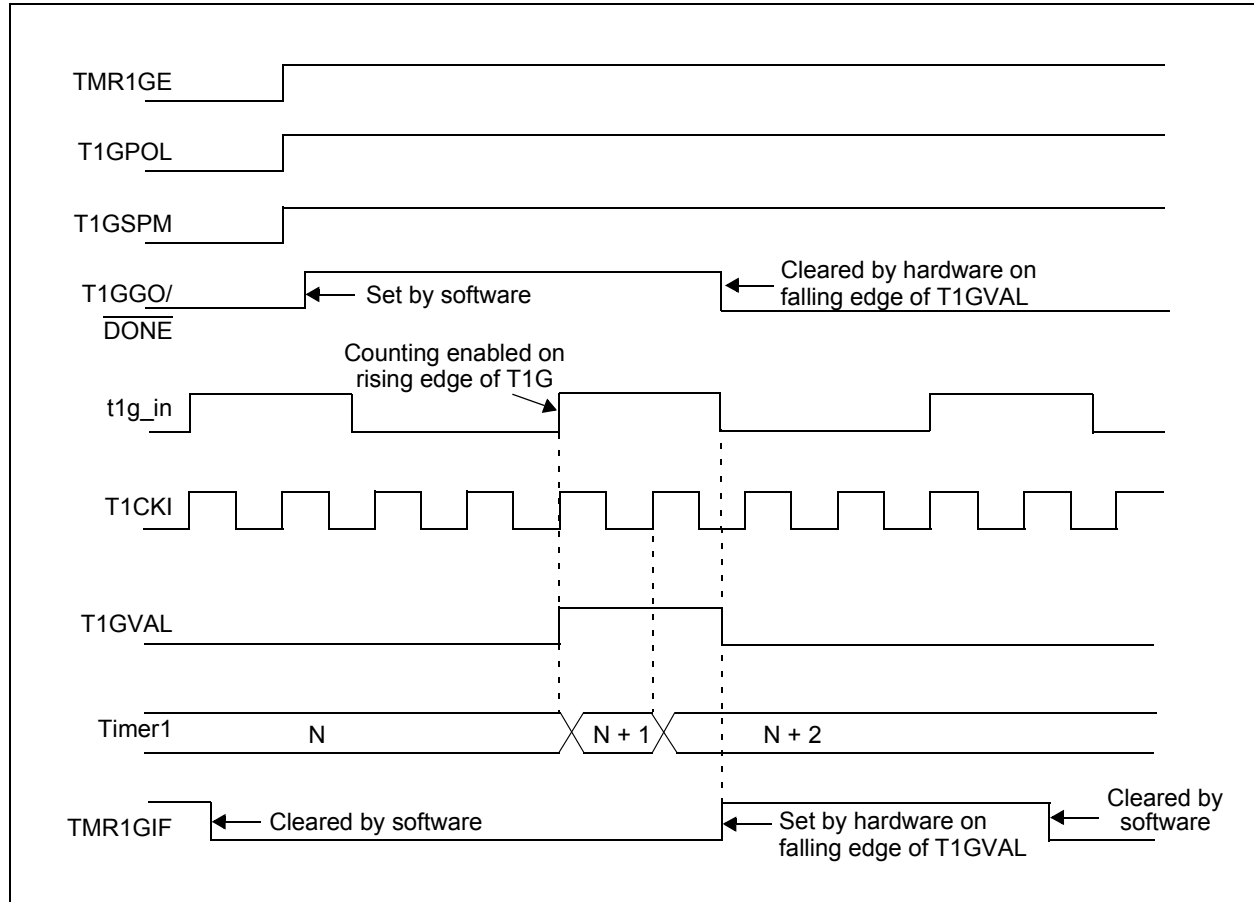 TMR1GE
T1GPOL
T1GSPM
T1GGO/
DONE
Set by software
Cleared by hardware on
falling edge of T1GVAL
Counting enabled on
rising edge of T1G
t1g_in
T1CKI
T1GVAL
Timer1
N
N + 1
N + 2
TMR1GIF
Cleared by software
Set by hardware on
falling edge of T1GVAL
Cleared by
software